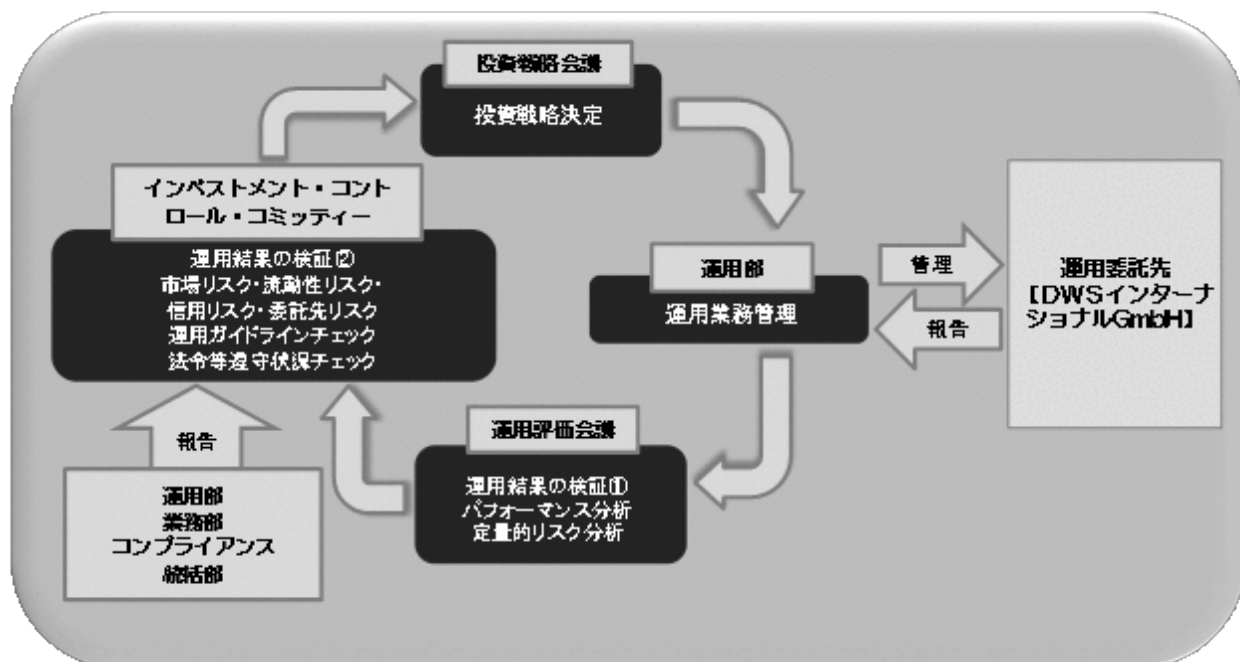 投資戦略会議
投資戦略決定
インベストメント・コント
ロール・コミッティー
運用結果の検証②
市場リスク・流動性リスク・
信用リスク・委託先リスク
運用ガイドラインチェック
法令等遵守状況チェック
運用部
運用業務管理
管理
報告
運用委託先
【DWSインターナ
ショナルGmbH】
運用評価会議
運用結果の検証①
パフォーマンス分析
定量的リスク分析
報告
運用部
業務部
コンプライアンス
統括部